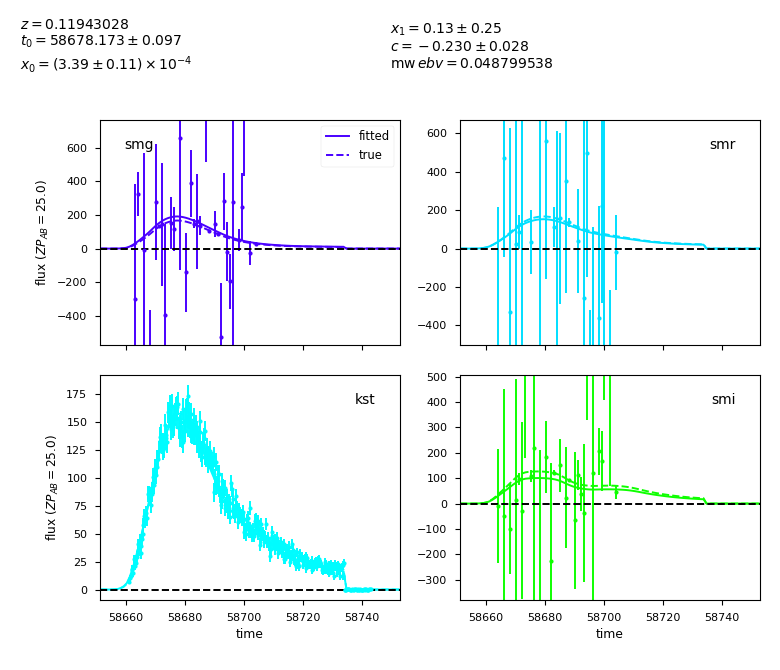 z = 0.11943028
t₀ = 58678.173 ± 0.097
x₀ = (3.39 ± 0.11) × 10⁻⁴
x₁ = 0.13 ± 0.25
c = −0.230 ± 0.028
mw ebv = 0.048799538
smg
fitted
true
600
400
200
0
−200
−400
flux (ZP_AB = 25.0)
smr
600
400
200
0
−200
−400
kst
175
150
125
100
75
50
25
0
flux (ZP_AB = 25.0)
58660 58680 58700 58720 58740
time
smi
500
400
300
200
100
0
−100
−200
−300
58660 58680 58700 58720 58740
time